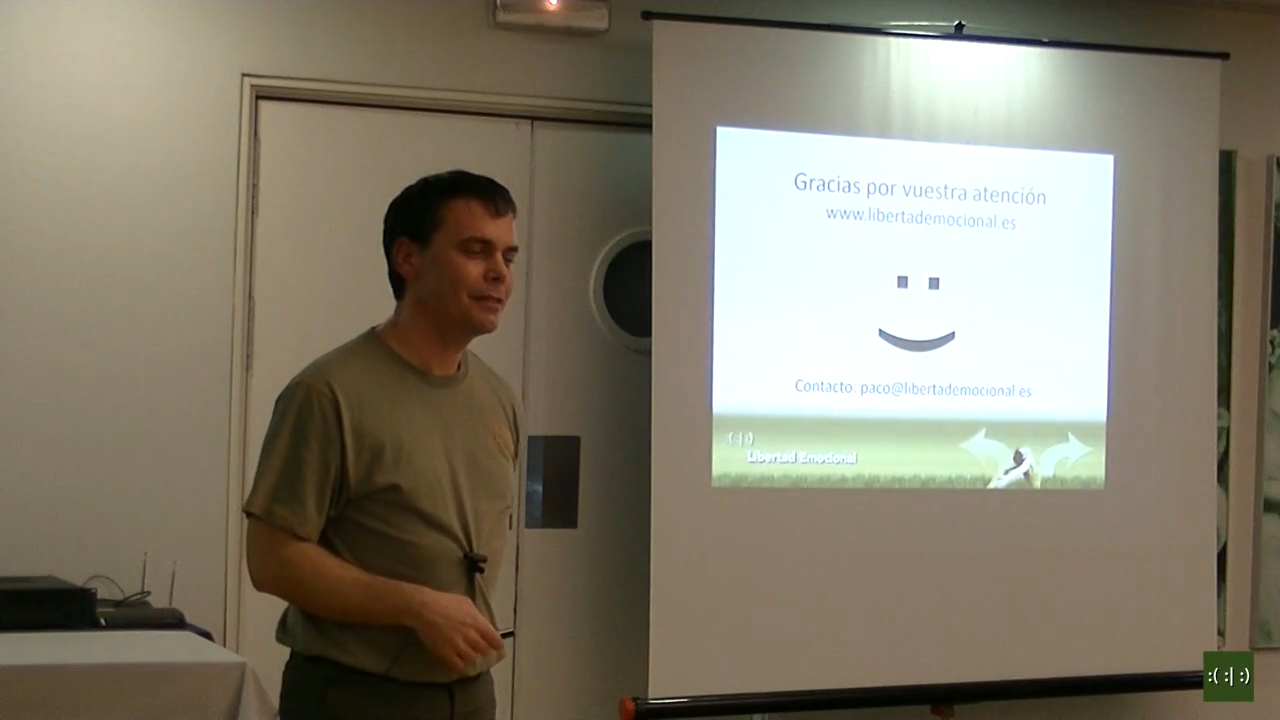 Gracias por vuestra atención
www.libertademocional.es
Contacto: paco@libertademocional.es
:( :| :)
Libertad Emocional
:( :| :)